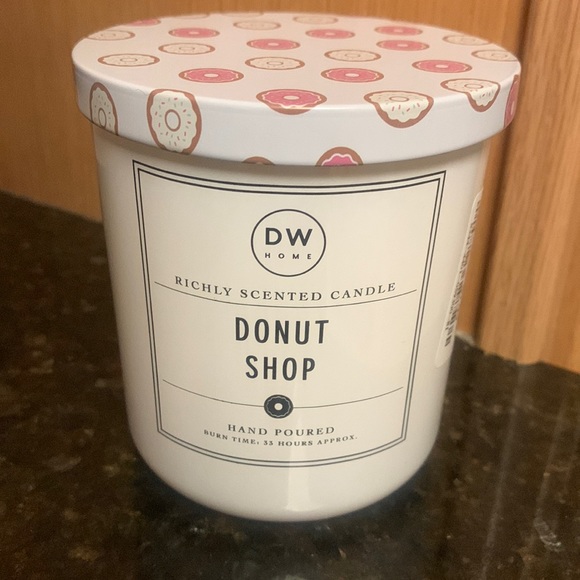 DW
HOME
RICHLY SCENTED CANDLE
DONUT
SHOP
HAND POURED
BURN TIME: 33 HOURS APPROX.